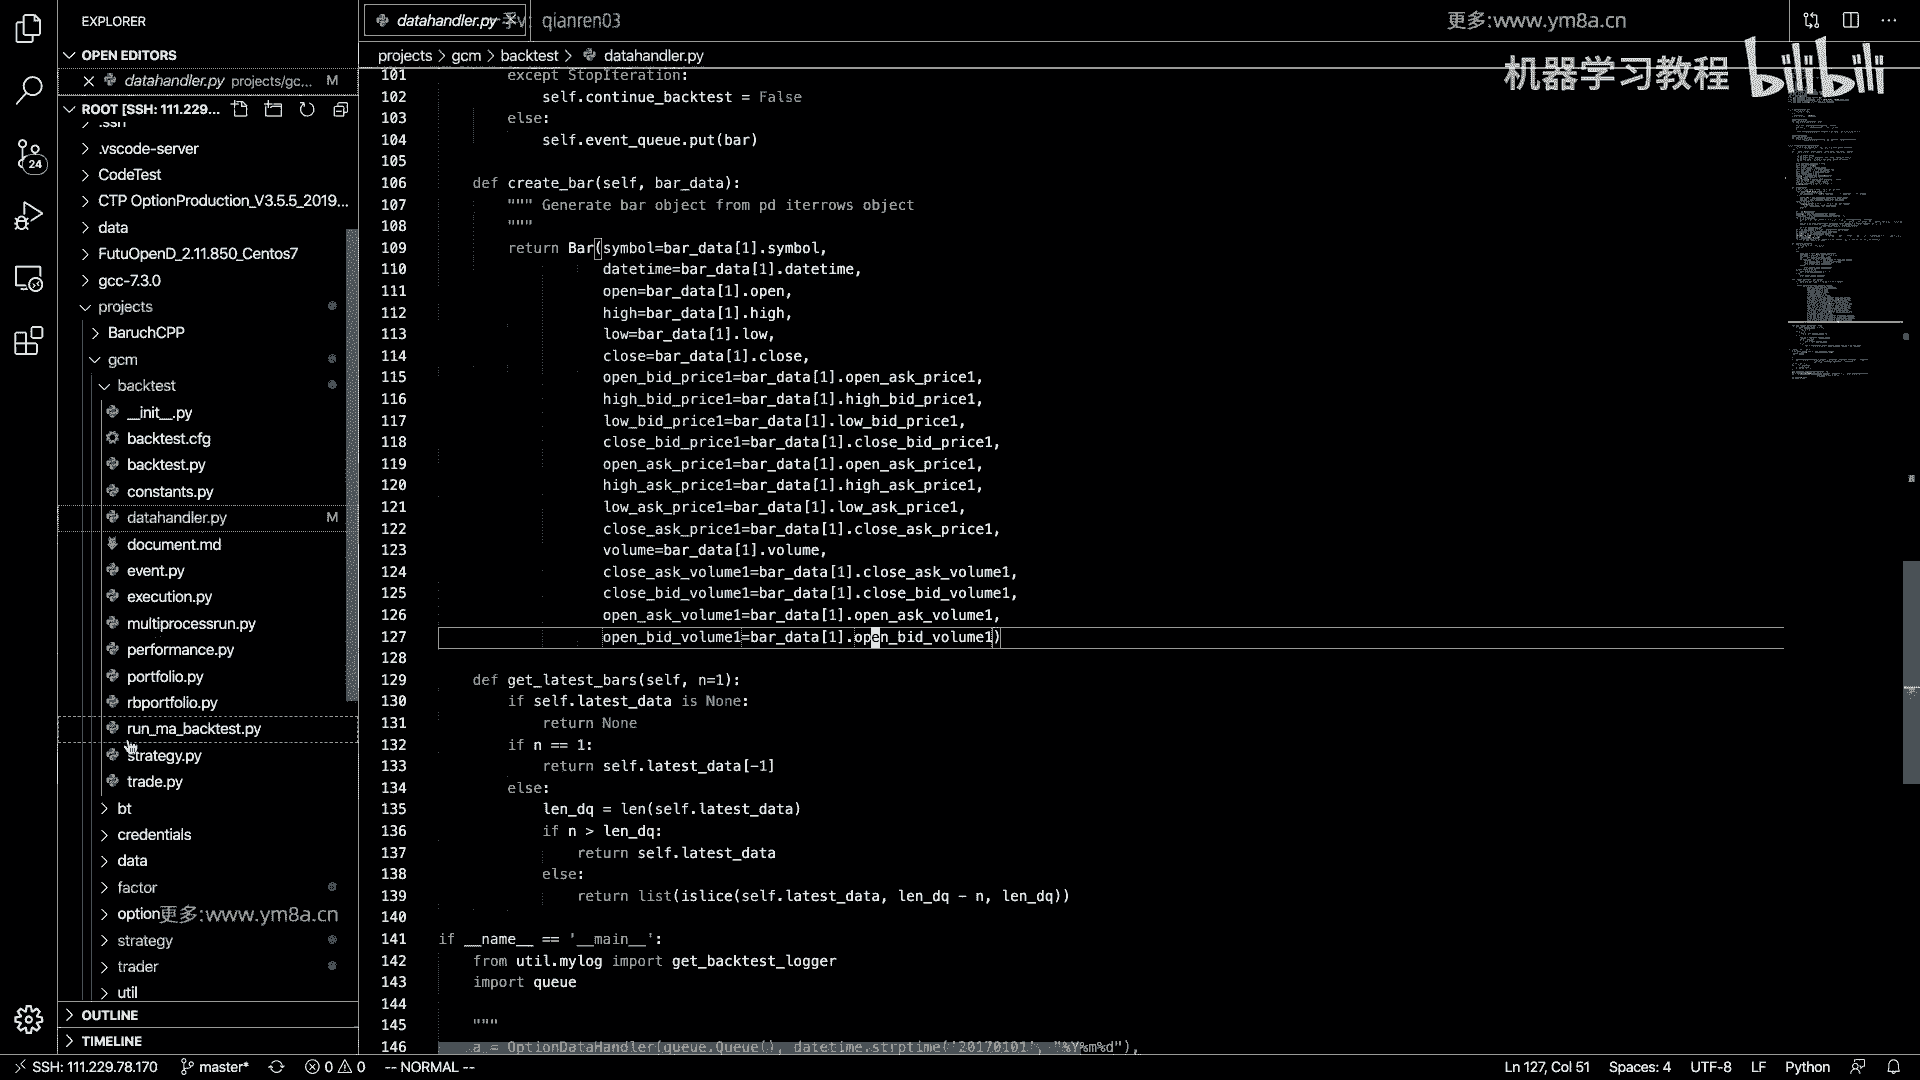 EXPLORER
OPEN EDITORS
datahandler.py projects/gc... M
ROOT [SSH: 111.229....
.ssh
.vscode-server
CodeTest
CTP OptionProduction_V3.5.5_2019...
data
FutuOpenD_2.11.850_Centos7
gcc-7.3.0
projects
BaruchCPP
gcm
backtest
__init__.py
backtest.cfg
backtest.py
constants.py
datahandler.py M
document.md
event.py
execution.py
multiprocessrun.py
performance.py
portfolio.py
rbportfolio.py
run_ma_backtest.py
strategy.py
trade.py
bt
credentials
data
factor
option
更多:www.ym8a.cn
strategy
trader
util
OUTLINE
TIMELINE
24
datahandler.py
qianren03
更多:www.ym8a.cn
机器学习教程 bilibili
projects > gcm > backtest > datahandler.py
101 except StopIteration:
102 self.continue_backtest = False
103 else:
104 self.event_queue.put(bar)
105
106 def create_bar(self, bar_data):
107 """ Generate bar object from pd iterrows object
108 """
109 return Bar(symbol=bar_data[1].symbol,
110 datetime=bar_data[1].datetime,
111 open=bar_data[1].open,
112 high=bar_data[1].high,
113 low=bar_data[1].low,
114 close=bar_data[1].close,
115 open_bid_price1=bar_data[1].open_ask_price1,
116 high_bid_price1=bar_data[1].high_bid_price1,
117 low_bid_price1=bar_data[1].low_bid_price1,
118 close_bid_price1=bar_data[1].close_bid_price1,
119 open_ask_price1=bar_data[1].open_ask_price1,
120 high_ask_price1=bar_data[1].high_ask_price1,
121 low_ask_price1=bar_data[1].low_ask_price1,
122 close_ask_price1=bar_data[1].close_ask_price1,
123 volume=bar_data[1].volume,
124 close_ask_volume1=bar_data[1].close_ask_volume1,
125 close_bid_volume1=bar_data[1].close_bid_volume1,
126 open_ask_volume1=bar_data[1].open_ask_volume1,
127 open_bid_volume1=bar_data[1].open_bid_volume1)
128
129 def get_latest_bars(self, n=1):
130 if self.latest_data is None:
131 return None
132 if n == 1:
133 return self.latest_data[-1]
134 else:
135 len_dq = len(self.latest_data)
136 if n > len_dq:
137 return self.latest_data
138 else:
139 return list(islice(self.latest_data, len_dq - n, len_dq))
140
141 if __name__ == '__main__':
142 from util.mylog import get_backtest_logger
143 import queue
144
145 """
146 a = OptionDataHandler(queue.Queue(), datetime.strptime('20170101', "%Y%m%d"),
SSH: 111.229.78.170 master* 0 0 -- NORMAL -- Ln 127, Col 51 Spaces: 4 UTF-8 LF Python